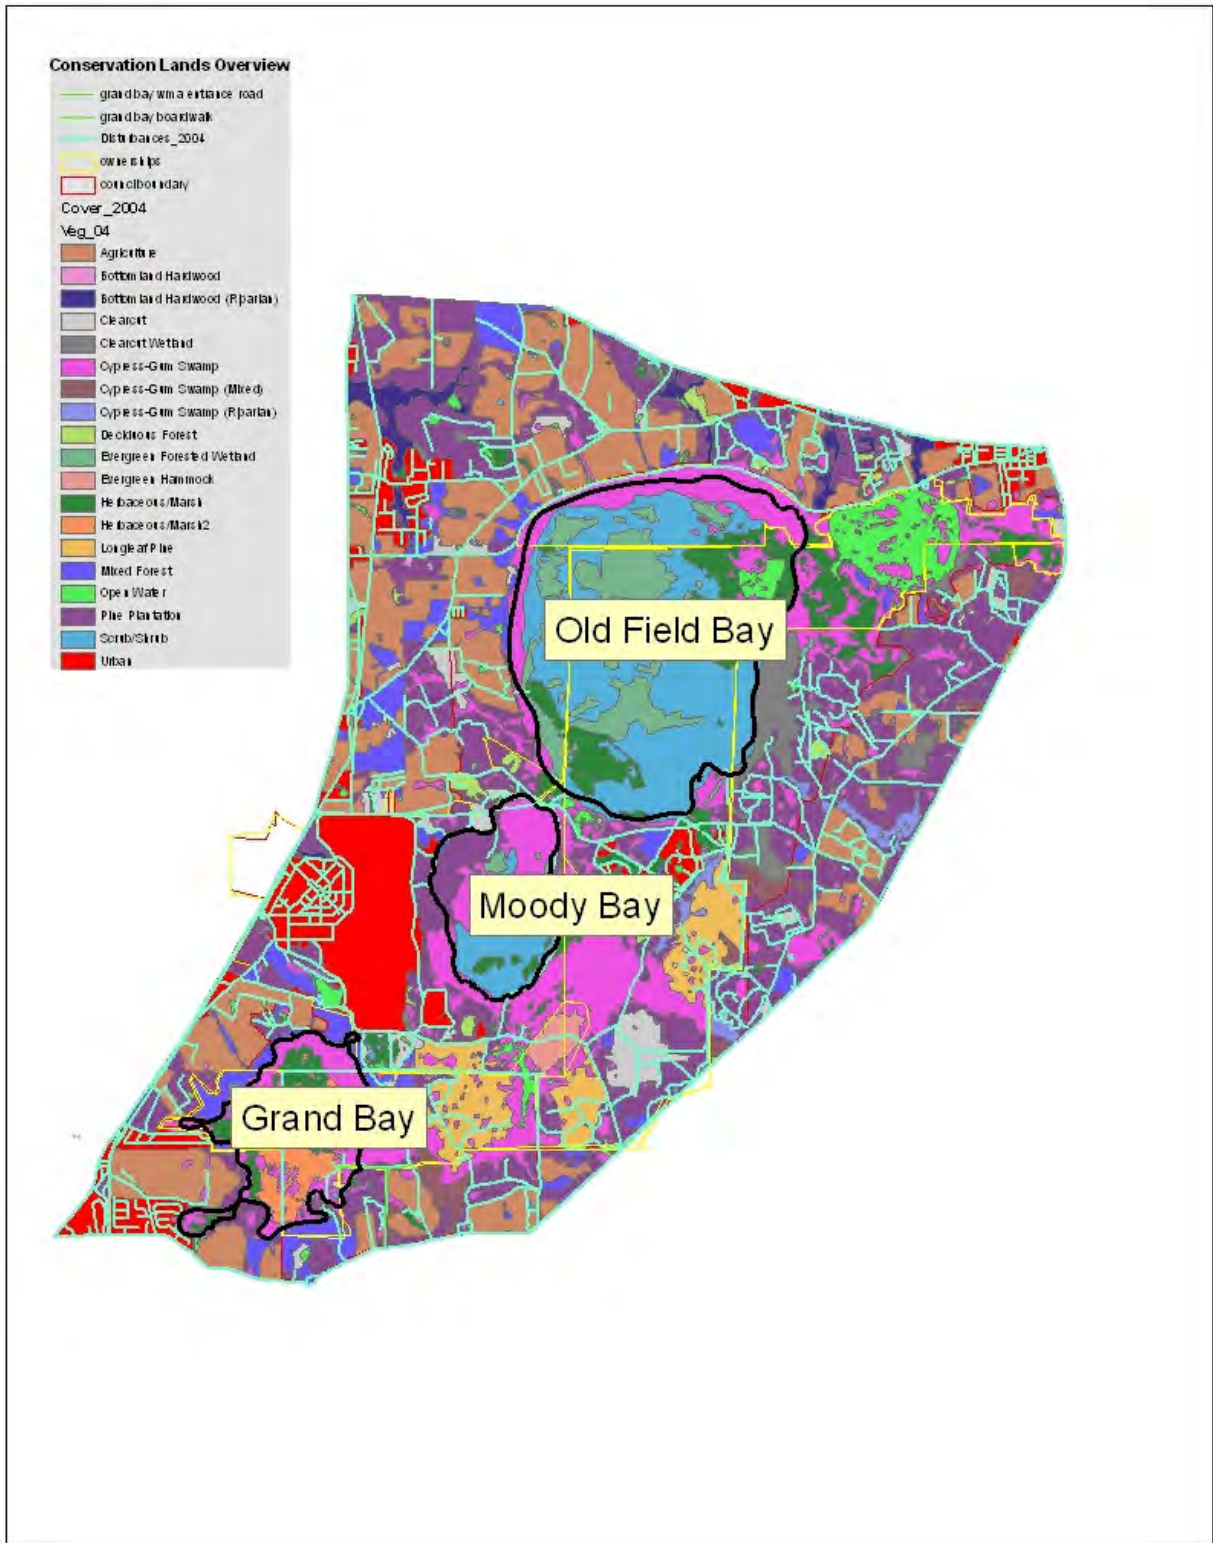 Conservation Lands Overview
grand bay wma entrance road
grand bay boardwalk
Disturbances_2004
ownerships
councilboundary
Cover_2004
Veg_04
Agriculture
Bottomland Hardwood
Bottomland Hardwood (Riparian)
Clearcut
Clearcut Wetland
Cypress-Gum Swamp
Cypress-Gum Swamp (Mixed)
Cypress-Gum Swamp (Riparian)
Deciduous Forest
Evergreen Forested Wetland
Evergreen Hammock
Herbaceous/Marsh
Herbaceous/Marsh2
Longleaf Pine
Mixed Forest
Open Water
Pine Plantation
Scrub/Shrub
Urban
Old Field Bay
Moody Bay
Grand Bay